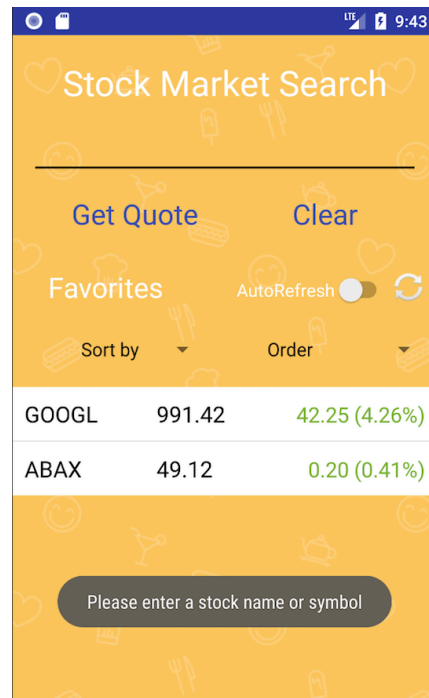 LTE 9:43
Stock Market Search
Get Quote Clear
Favorites AutoRefresh
Sort by Order
GOOGL 991.42 42.25 (4.26%)
ABAX 49.12 0.20 (0.41%)
Please enter a stock name or symbol